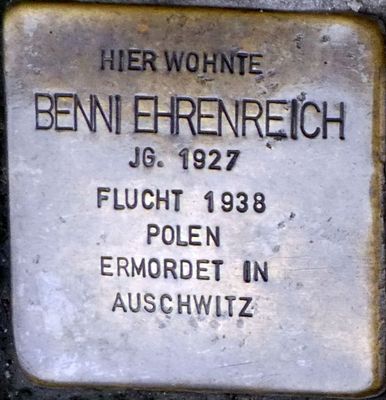 HIER WOHNTE
BENNI EHRENREICH
JG. 1927
FLUCHT 1938
POLEN
ERMORDET IN
AUSCHWITZ